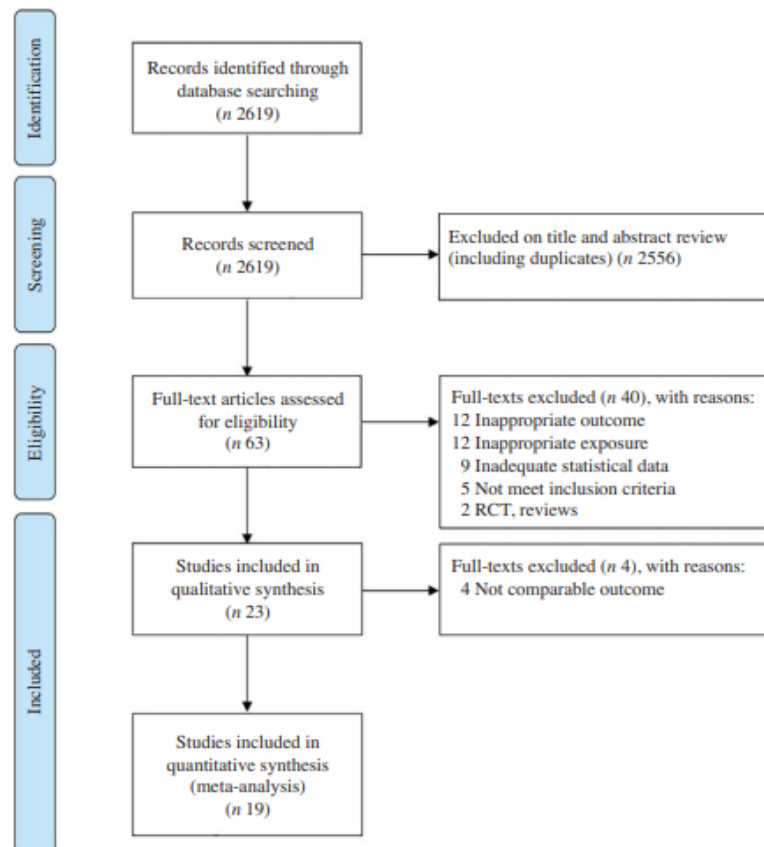 Identification
Records identified through
database searching
(n 2619)
Screening
Records screened
(n 2619)
Excluded on title and abstract review
(including duplicates) (n 2556)
Eligibility
Full-text articles assessed
for eligibility
(n 63)
Full-texts excluded (n 40), with reasons:
12 Inappropriate outcome
12 Inappropriate exposure
9 Inadequate statistical data
5 Not meet inclusion criteria
2 RCT, reviews
Included
Studies included in
qualitative synthesis
(n 23)
Full-texts excluded (n 4), with reasons:
4 Not comparable outcome
Studies included in
quantitative synthesis
(meta-analysis)
(n 19)